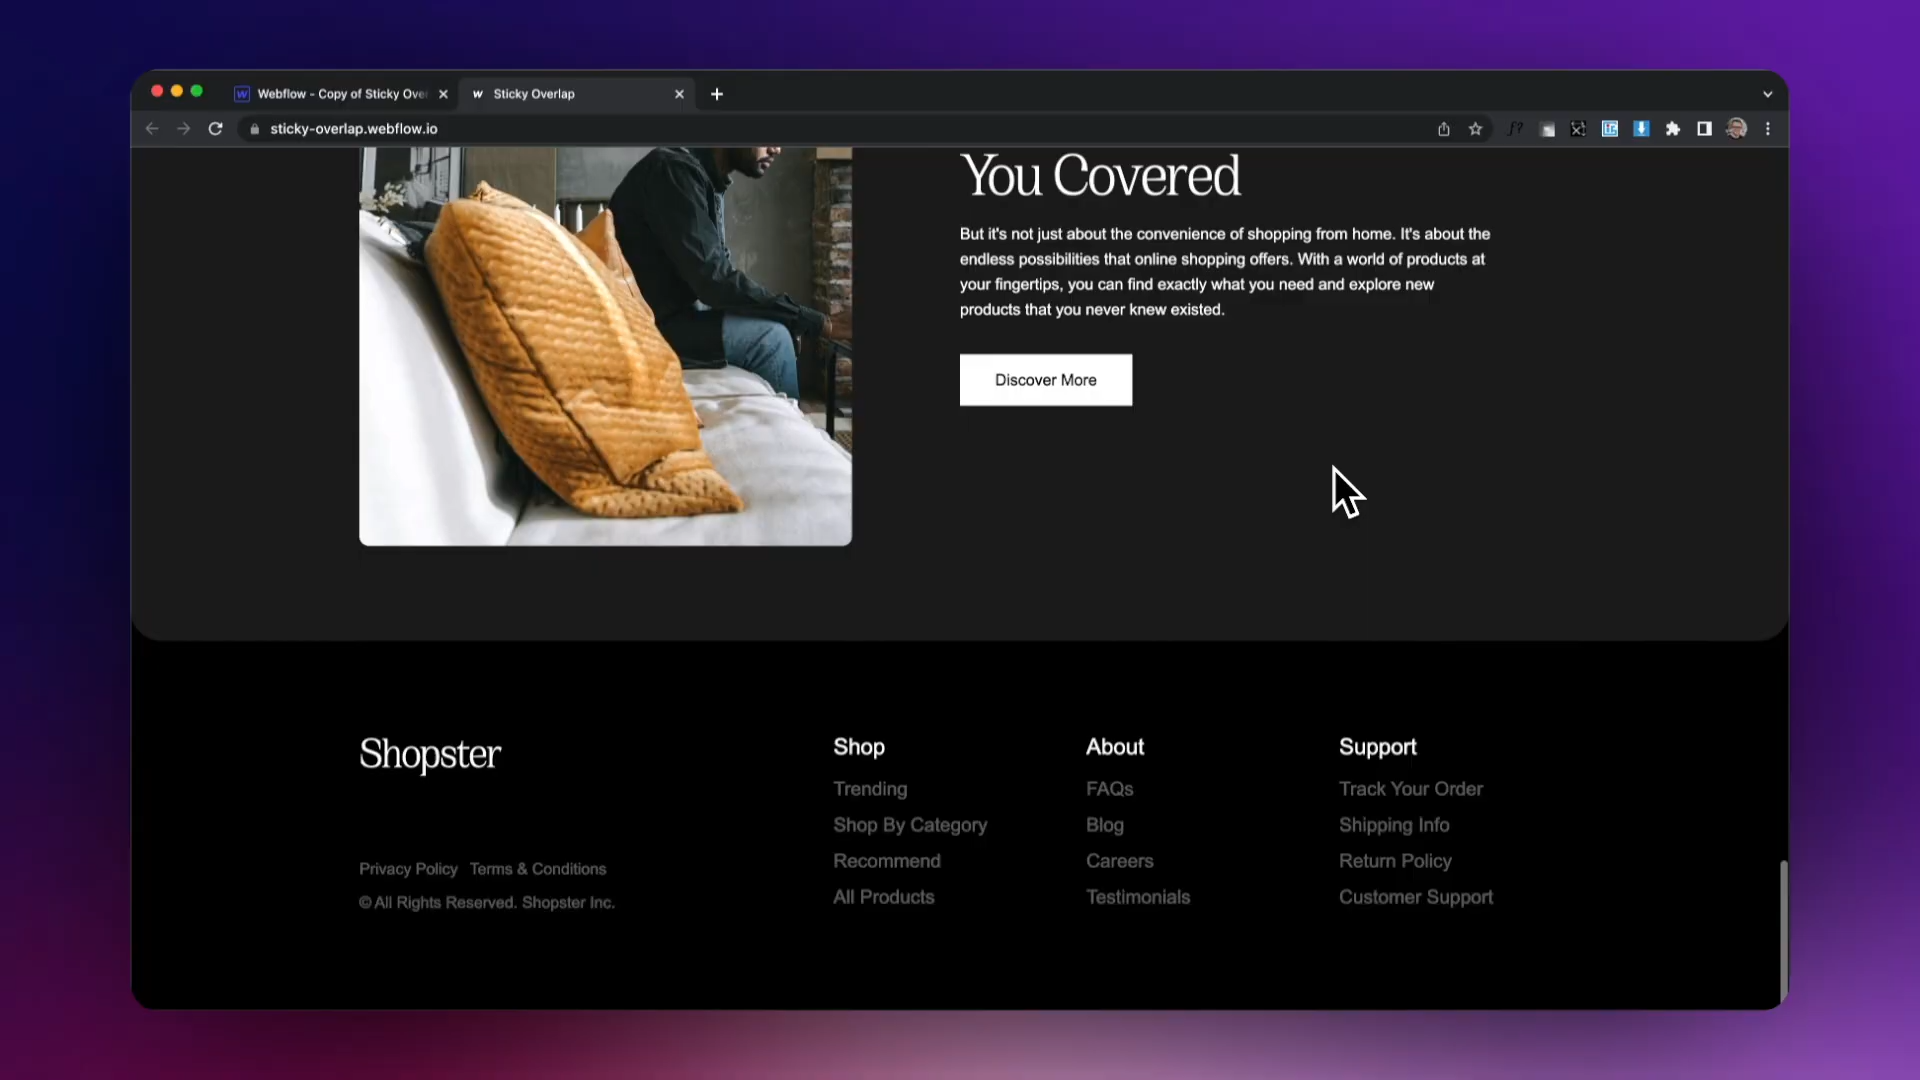 Webflow - Copy of Sticky Ove
Sticky Overlap
sticky-overlap.webflow.io
You Covered
But it's not just about the convenience of shopping from home. It's about the
endless possibilities that online shopping offers. With a world of products at
your fingertips, you can find exactly what you need and explore new
products that you never knew existed.
Discover More
Shopster
Privacy Policy Terms & Conditions
© All Rights Reserved. Shopster Inc.
Shop
Trending
Shop By Category
Recommend
All Products
About
FAQs
Blog
Careers
Testimonials
Support
Track Your Order
Shipping Info
Return Policy
Customer Support